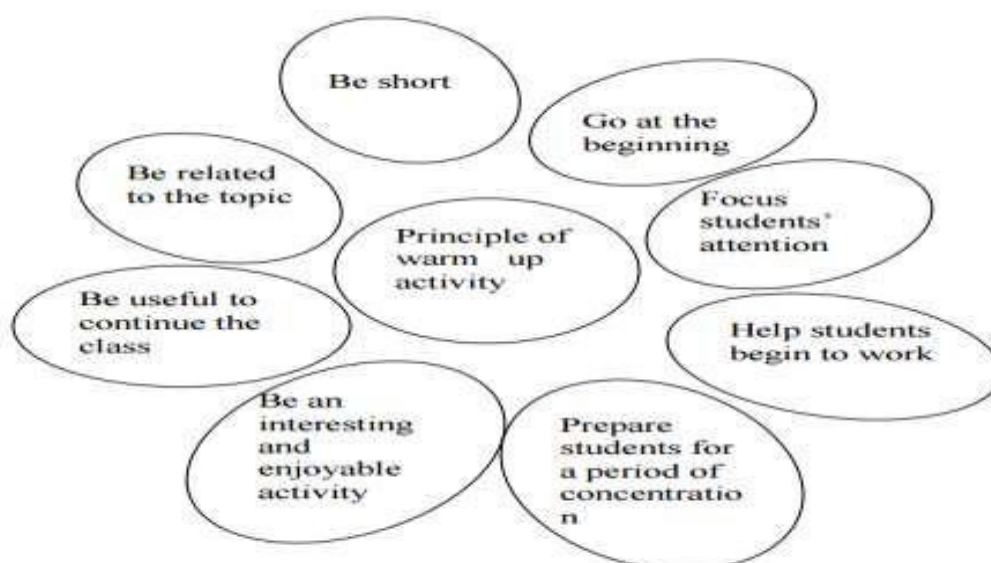 Be short
Go at the
beginning
Be related
to the topic
Focus
students'
attention
Principle of
warm up
activity
Be useful to
continue the
class
Help students
begin to work
Be an
interesting
and
enjoyable
activity
Prepare
students for
a period of
concentratio
n